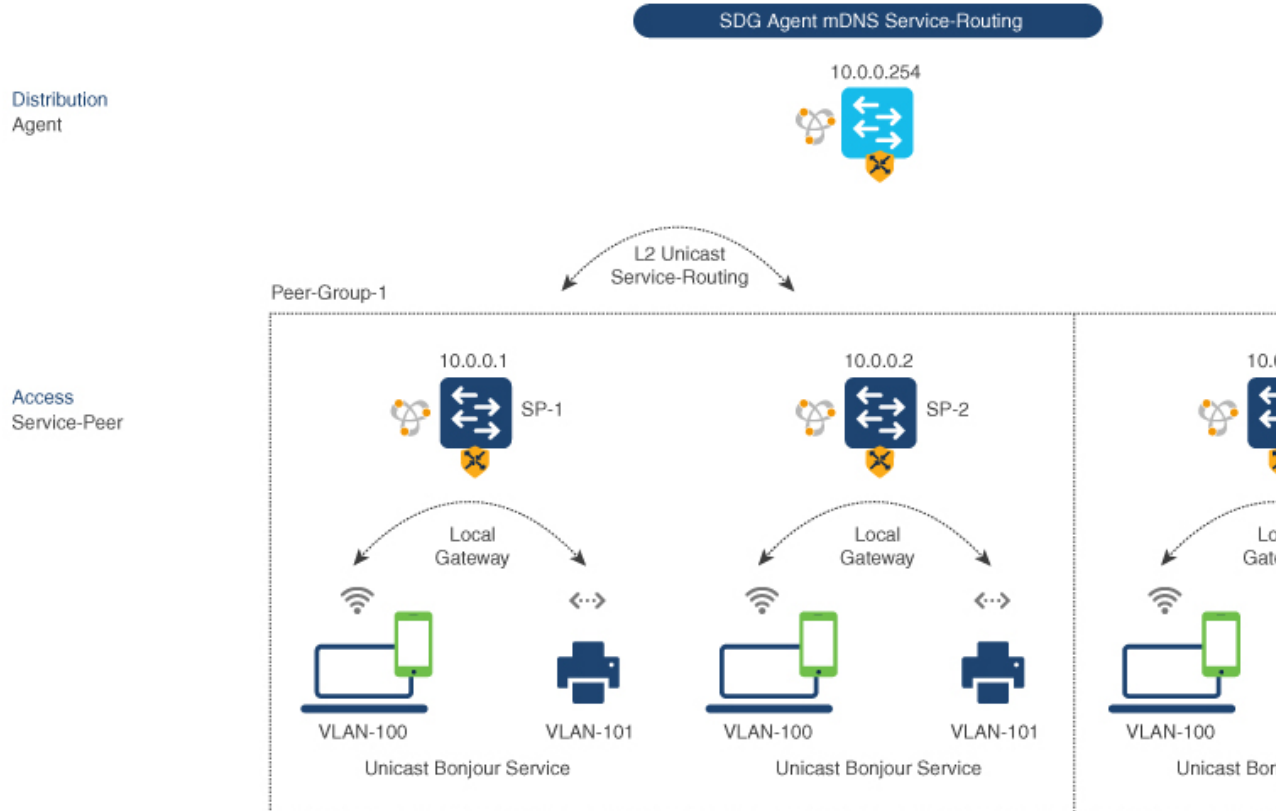 SDG Agent mDNS Service-Routing
10.0.0.254
Distribution
Agent
L2 Unicast
Service-Routing
Peer-Group-1
10.0.0.1
10.0.0.2
Access
Service-Peer
SP-1
SP-2
Local
Gateway
Local
Gateway
VLAN-100
VLAN-101
VLAN-100
VLAN-101
VLAN-100
Unicast Bonjour Service
Unicast Bonjour Service
Unicast